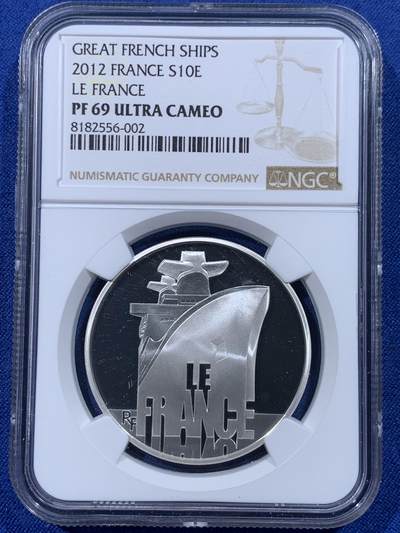 GREAT FRENCH SHIPS
2012 FRANCE S10E
LE FRANCE
PF 69 ULTRA CAMEO
8182556-002
NUMISMATIC GUARANTY COMPANY NGC
LE
FRANCE
RF